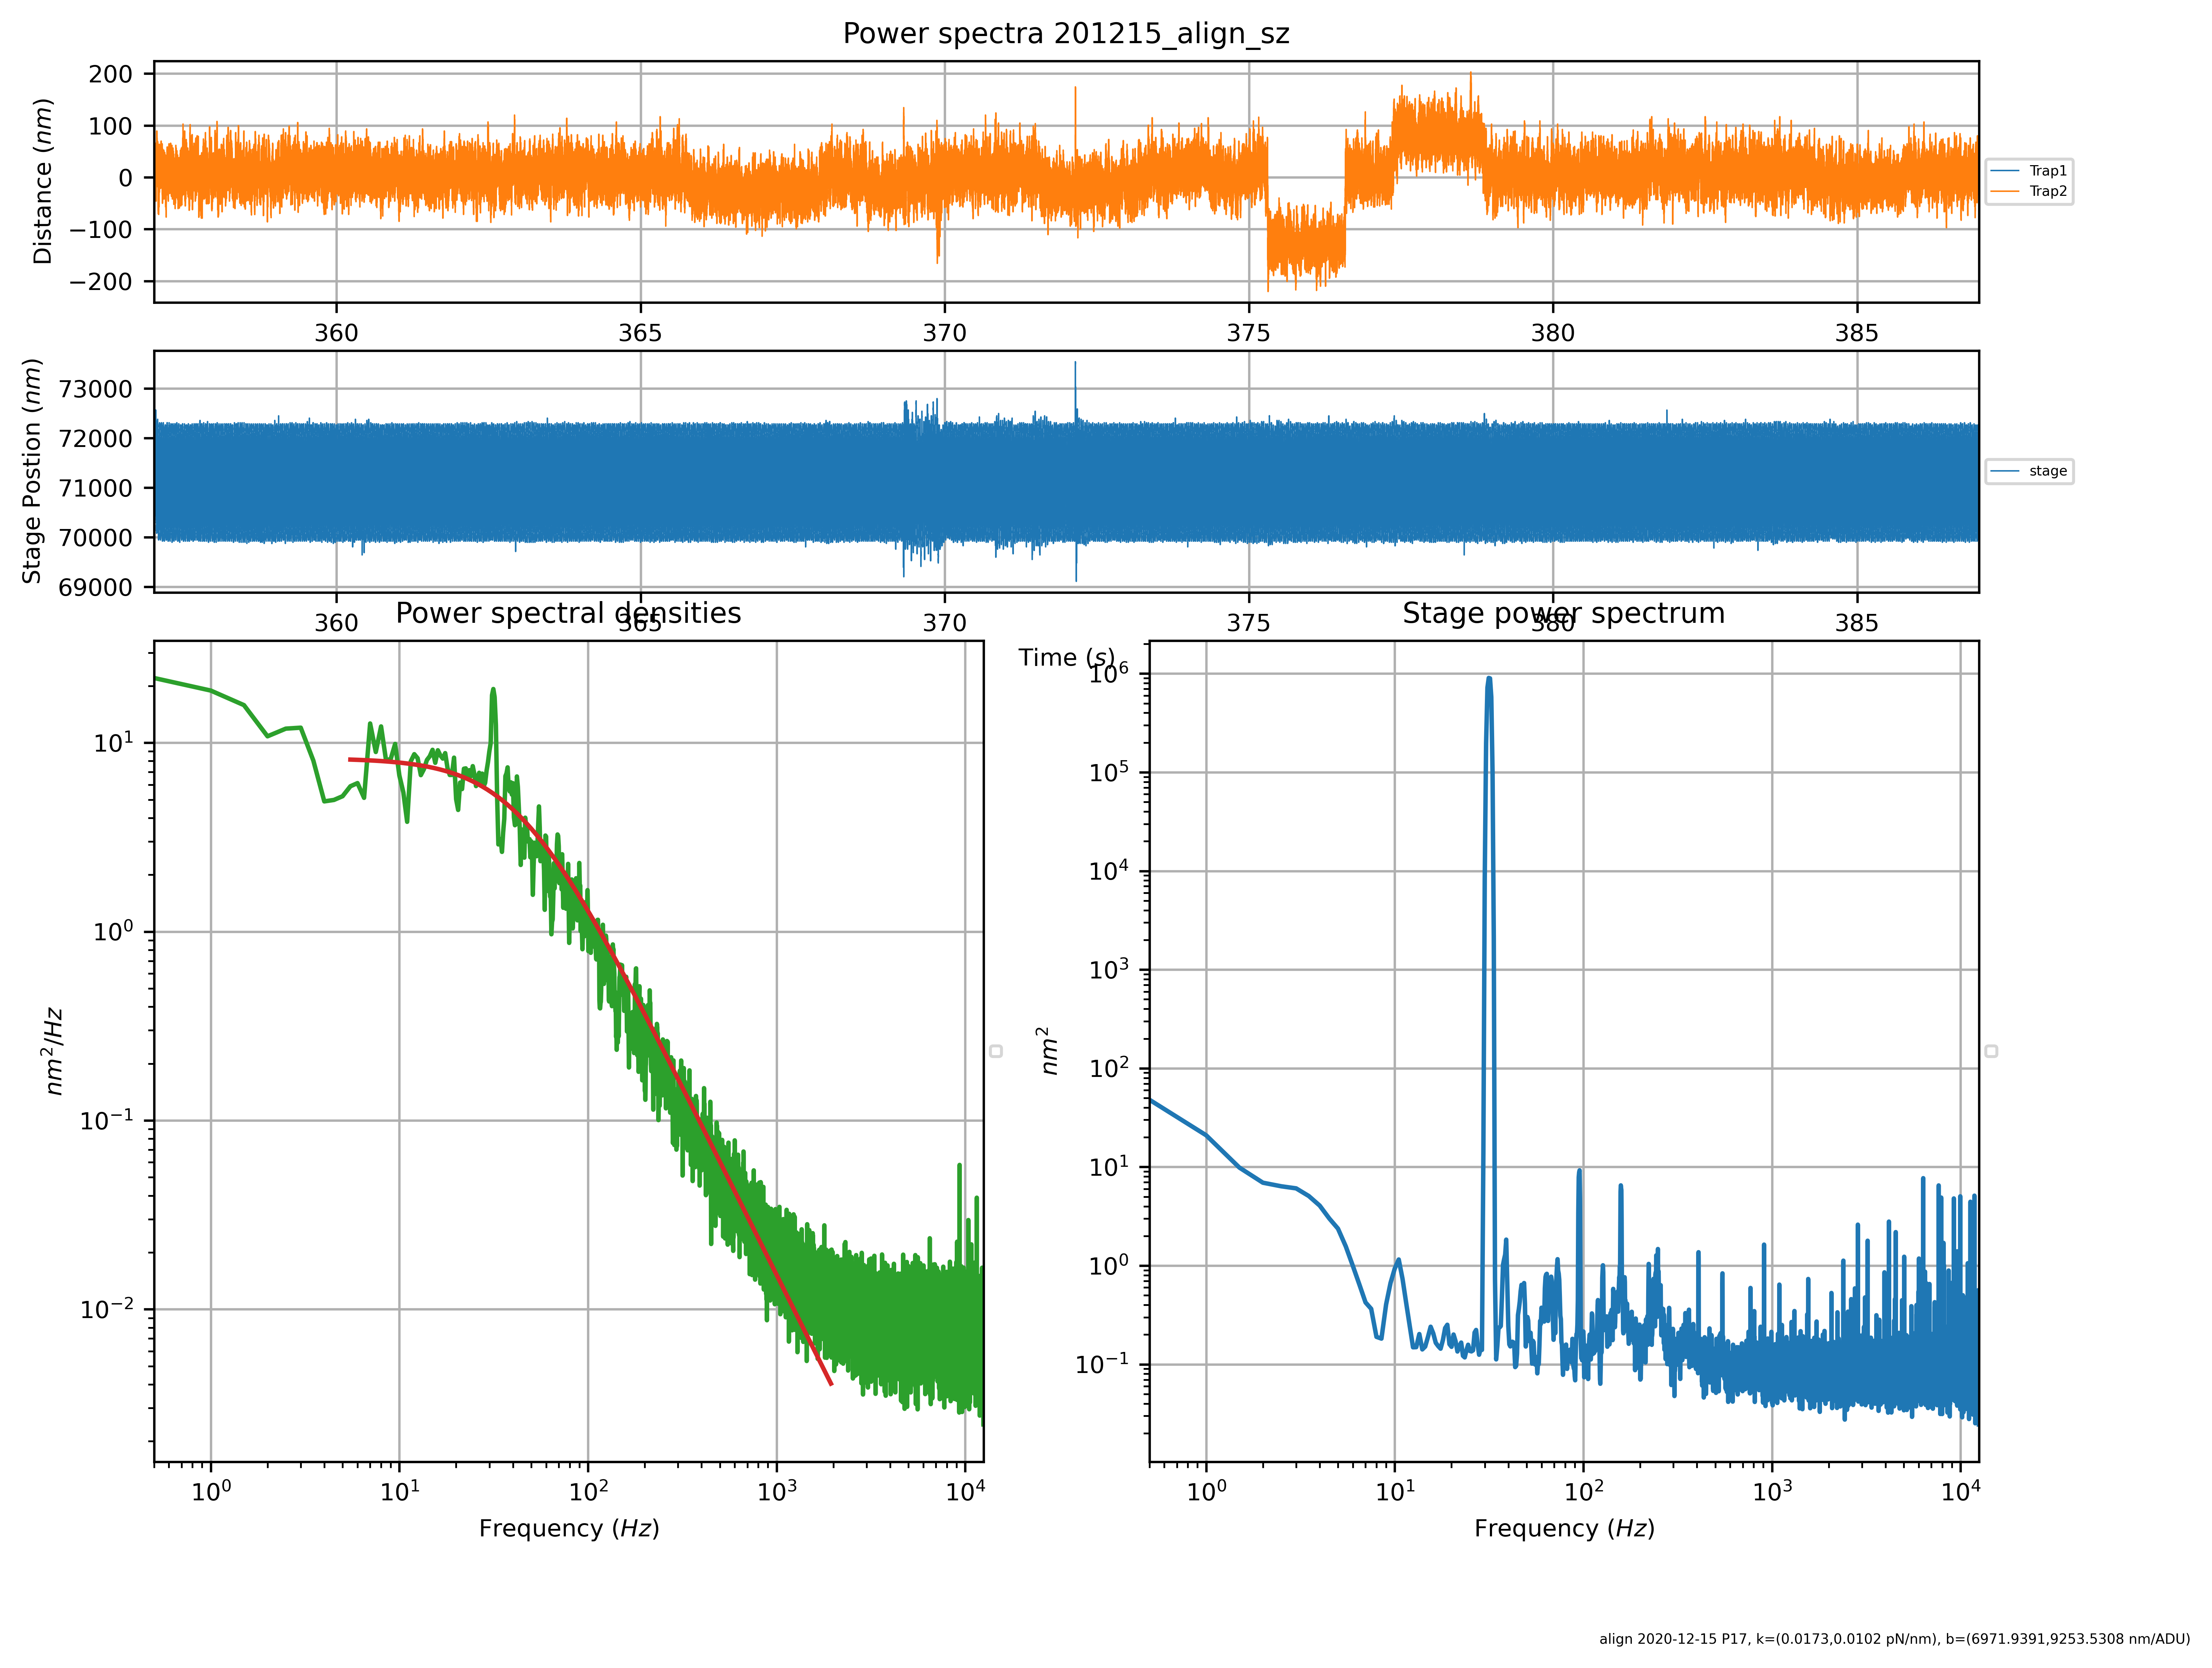 Power spectra 201215_align_sz
200
100
0
−100
−200
Distance (nm)
360 365 370 375 380 385
Trap1
Trap2
73000
72000
71000
70000
69000
Stage Postion (nm)
360 365 370 375 380 385
Time (s)
stage
Power spectral densities
10^1
10^0
10^−1
10^−2
nm^2/Hz
10^0 10^1 10^2 10^3 10^4
Frequency (Hz)
Stage power spectrum
10^6
10^5
10^4
10^3
10^2
10^1
10^0
10^−1
nm^2
10^0 10^1 10^2 10^3 10^4
Frequency (Hz)
align 2020-12-15 P17, k=(0.0173,0.0102 pN/nm), b=(6971.9391,9253.5308 nm/ADU)